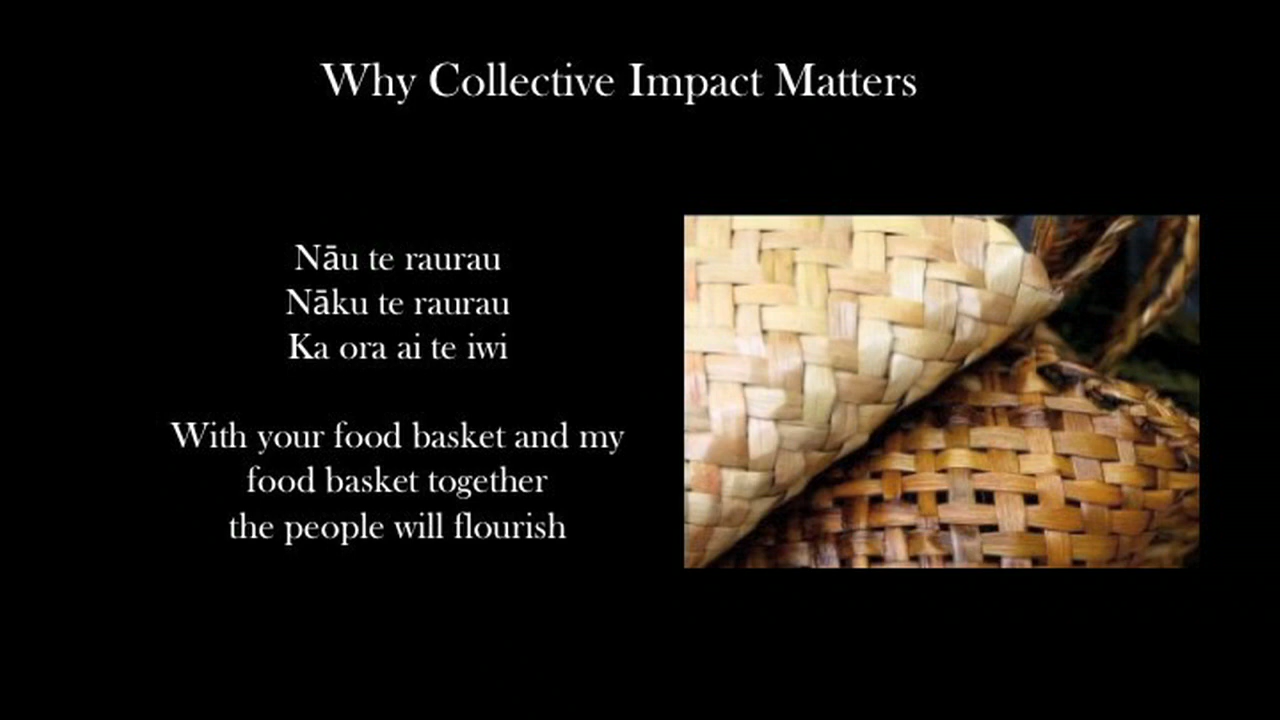 Why Collective Impact Matters
Nāu te raurau
Nāku te raurau
Ka ora ai te iwi
With your food basket and my
food basket together
the people will flourish